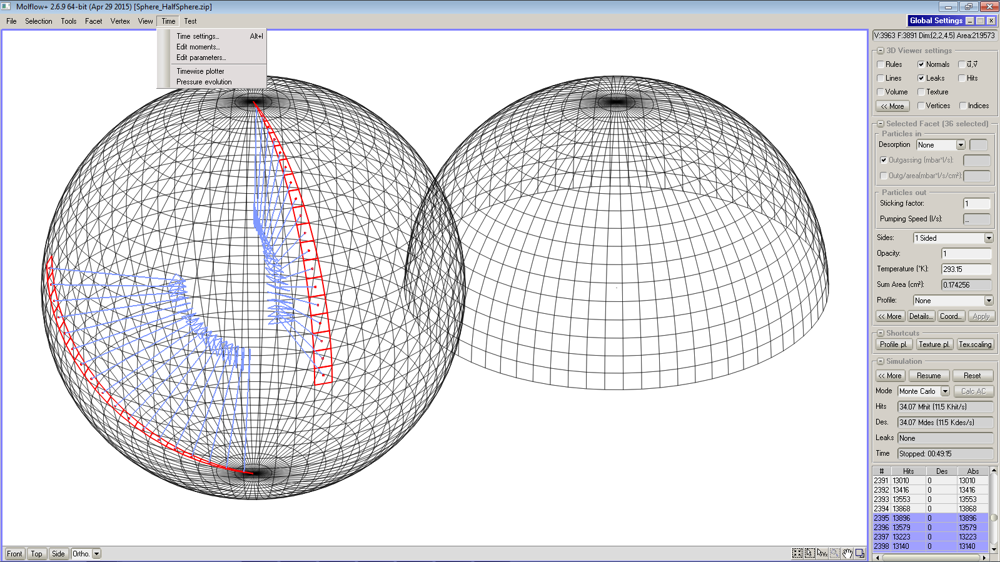 Molflow+ 2.6.9 64-bit (Apr 29 2015) [Sphere_HalfSphere.zip]
File Selection Tools Facet Vertex View Time Test
Time settings... Alt+I
Edit moments...
Edit parameters...
Timewise plotter
Pressure evolution
Global Settings
V:3963 F:3891 Dim:(2,2,4.5) Area:21.9573
3D Viewer settings
Rules Normals u,v
Lines Leaks Hits
Volume Texture
<< More Vertices Indices
Selected Facet (36 selected)
Particles in
Desorption None
Outgassing (mbar*l/s):
Outg/area(mbar*l/s/cm²):
Particles out
Sticking factor: 1
Pumping Speed (l/s): ...
Sides: 1 Sided
Opacity: 1
Temperature (°K): 293.15
Sum Area (cm²): 0.174256
Profile: None
<< More Details... Coord... Apply
Shortcuts
Profile pl. Texture pl. Tex.scaling
Simulation
<< More Resume Reset
Mode Monte Carlo Calc AC
Hits 34.07 Mhit (11.5 Khit/s)
Des. 34.07 Mdes (11.5 Kdes/s)
Leaks None
Time Stopped: 00:49:15
# Hits Des Abs
2391 13010 0 13010
2392 13416 0 13416
2393 13553 0 13553
2394 13868 0 13868
2395 13896 0 13896
2396 13579 0 13579
2397 13223 0 13223
2398 13140 0 13140
Front Top Side Ortho.